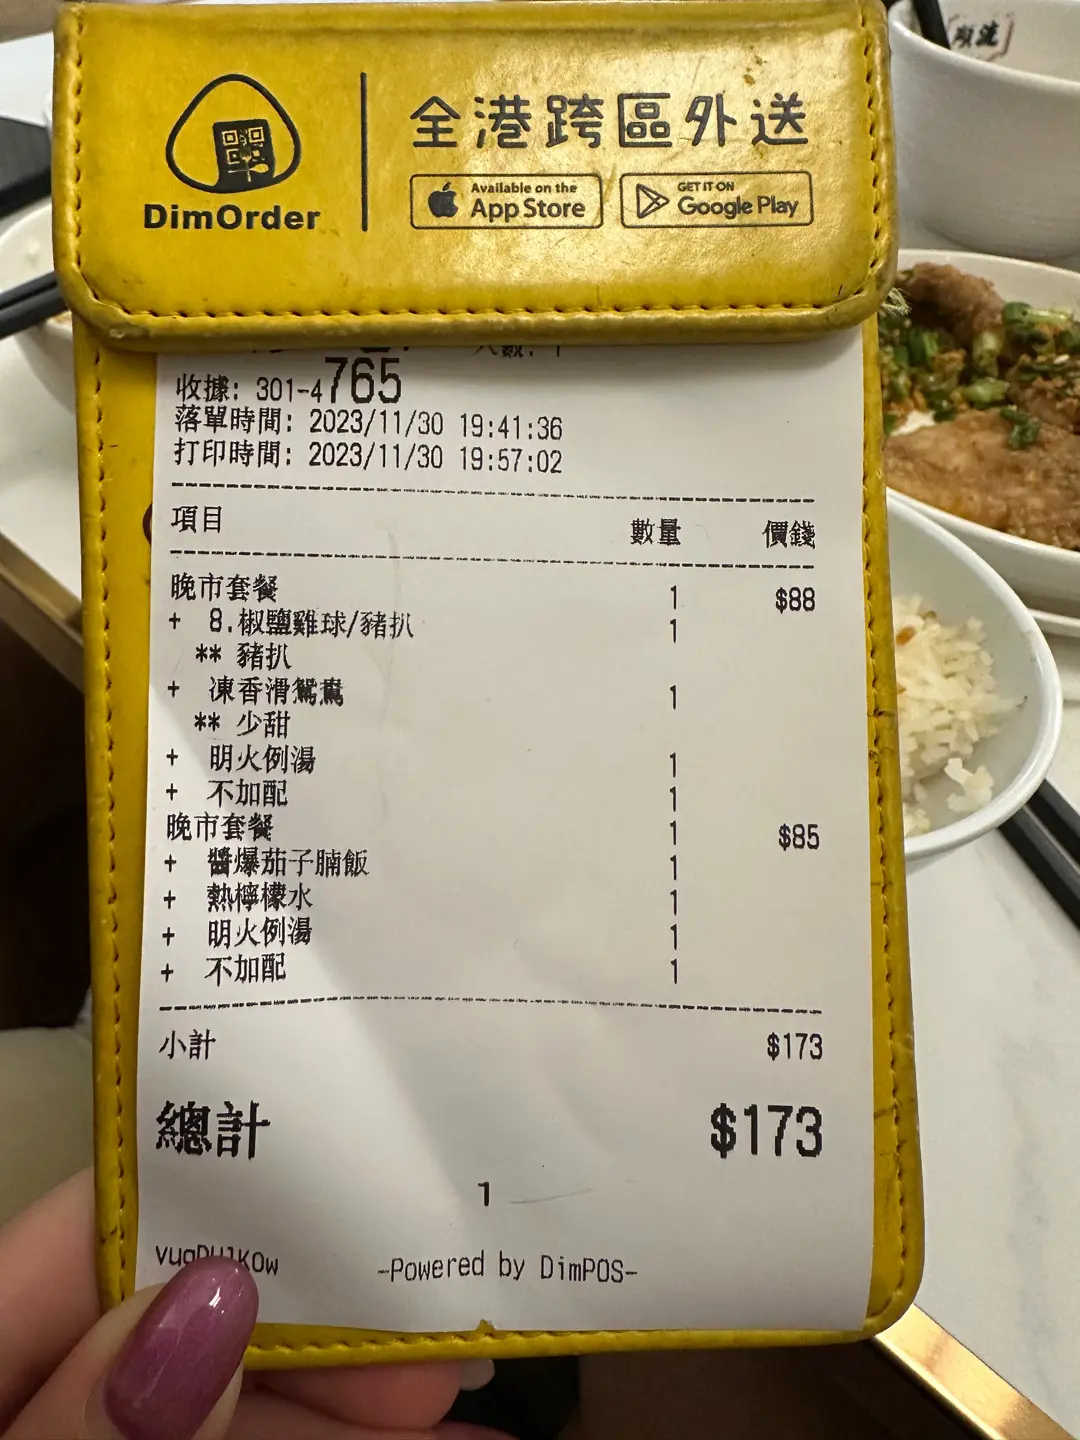 順流
DimOrder
全港跨區外送
Available on the
App Store
GET IT ON
Google Play
人數: 1
收據: 301-4765
落單時間: 2023/11/30 19:41:36
打印時間: 2023/11/30 19:57:02
項目 數量 價錢
晚市套餐 1 $88
+ 8.椒鹽雞球/豬扒 1
** 豬扒
+ 凍香滑鴛鴦 1
** 少甜
+ 明火例湯 1
+ 不加配 1
晚市套餐 1 $85
+ 醬爆茄子腩飯 1
+ 熱檸檬水 1
+ 明火例湯 1
+ 不加配 1
小計 $173
總計 $173
1
-Powered by DimPOS-